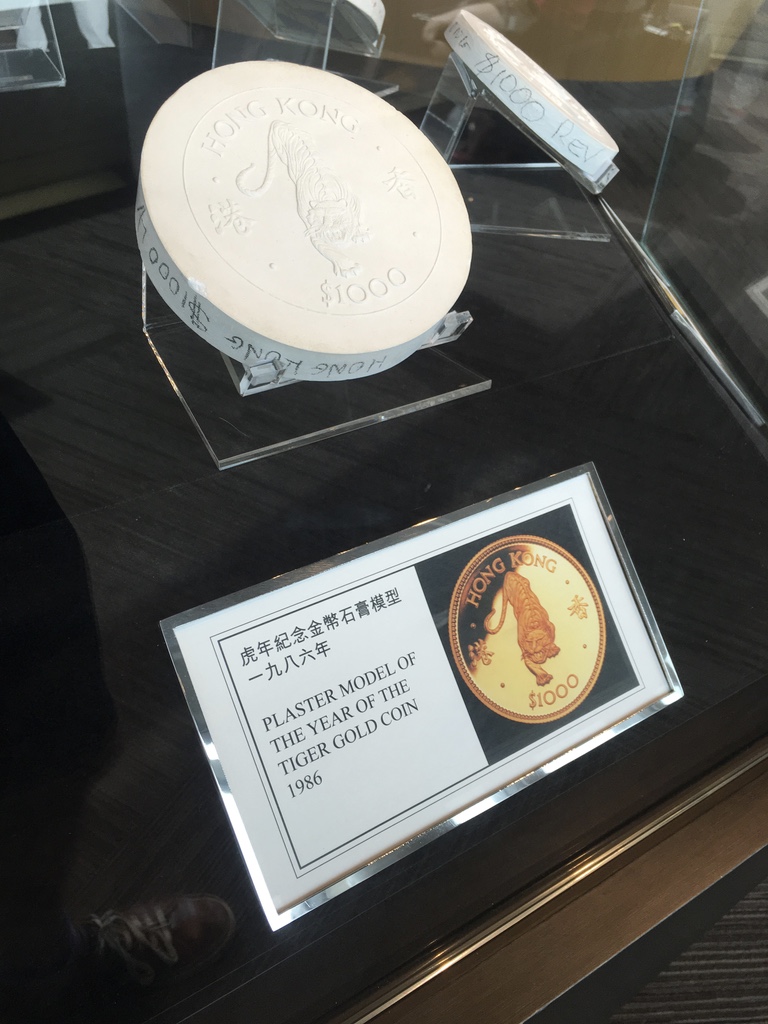 HONG KONG
港 香
$1000
HONG KONG $1000
$1000 REV
虎年紀念金幣石膏模型
一九八六年
PLASTER MODEL OF
THE YEAR OF THE
TIGER GOLD COIN
1986
HONG KONG
港 香
$1000